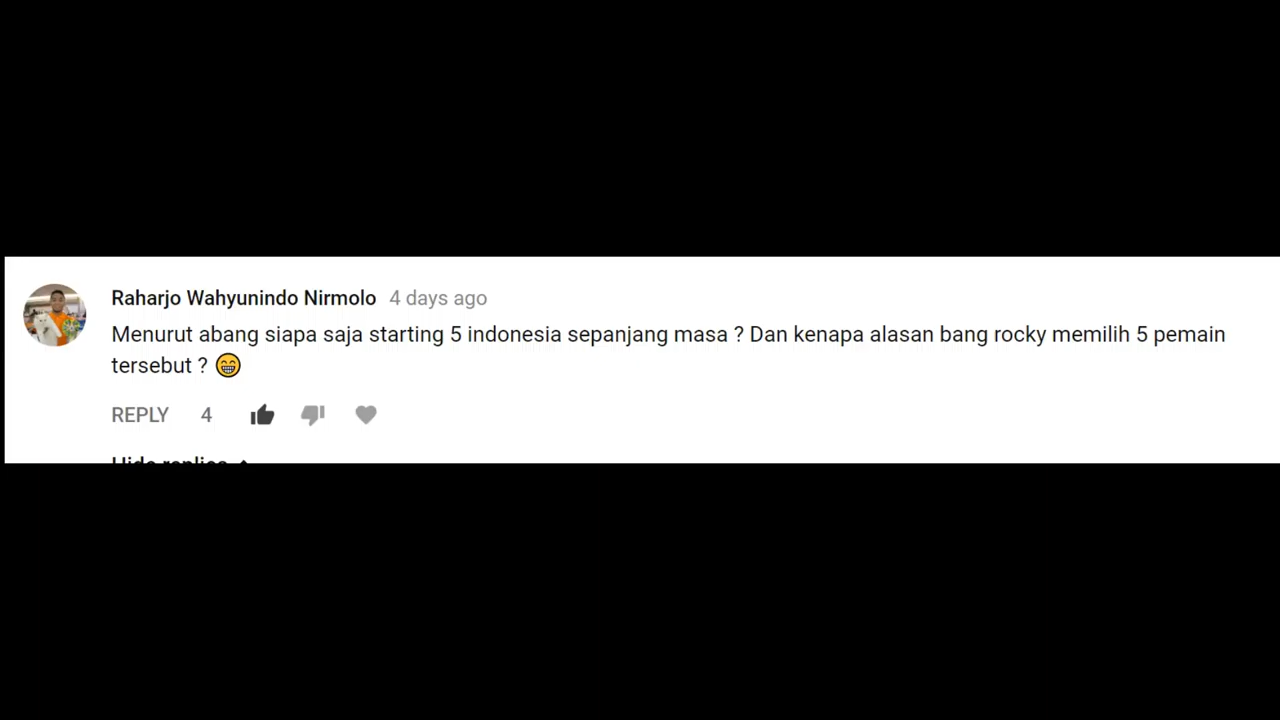 Raharjo Wahyunindo Nirmolo 4 days ago
Menurut abang siapa saja starting 5 indonesia sepanjang masa ? Dan kenapa alasan bang rocky memilih 5 pemain
tersebut ? 😁
REPLY 4
Hide replies